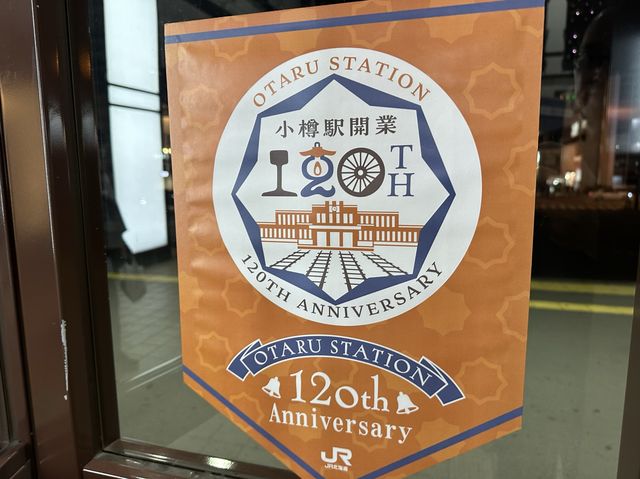 OTARU STATION
小樽駅開業
120TH
120TH ANNIVERSARY
OTARU STATION
120th
Anniversary
JR
JR北海道